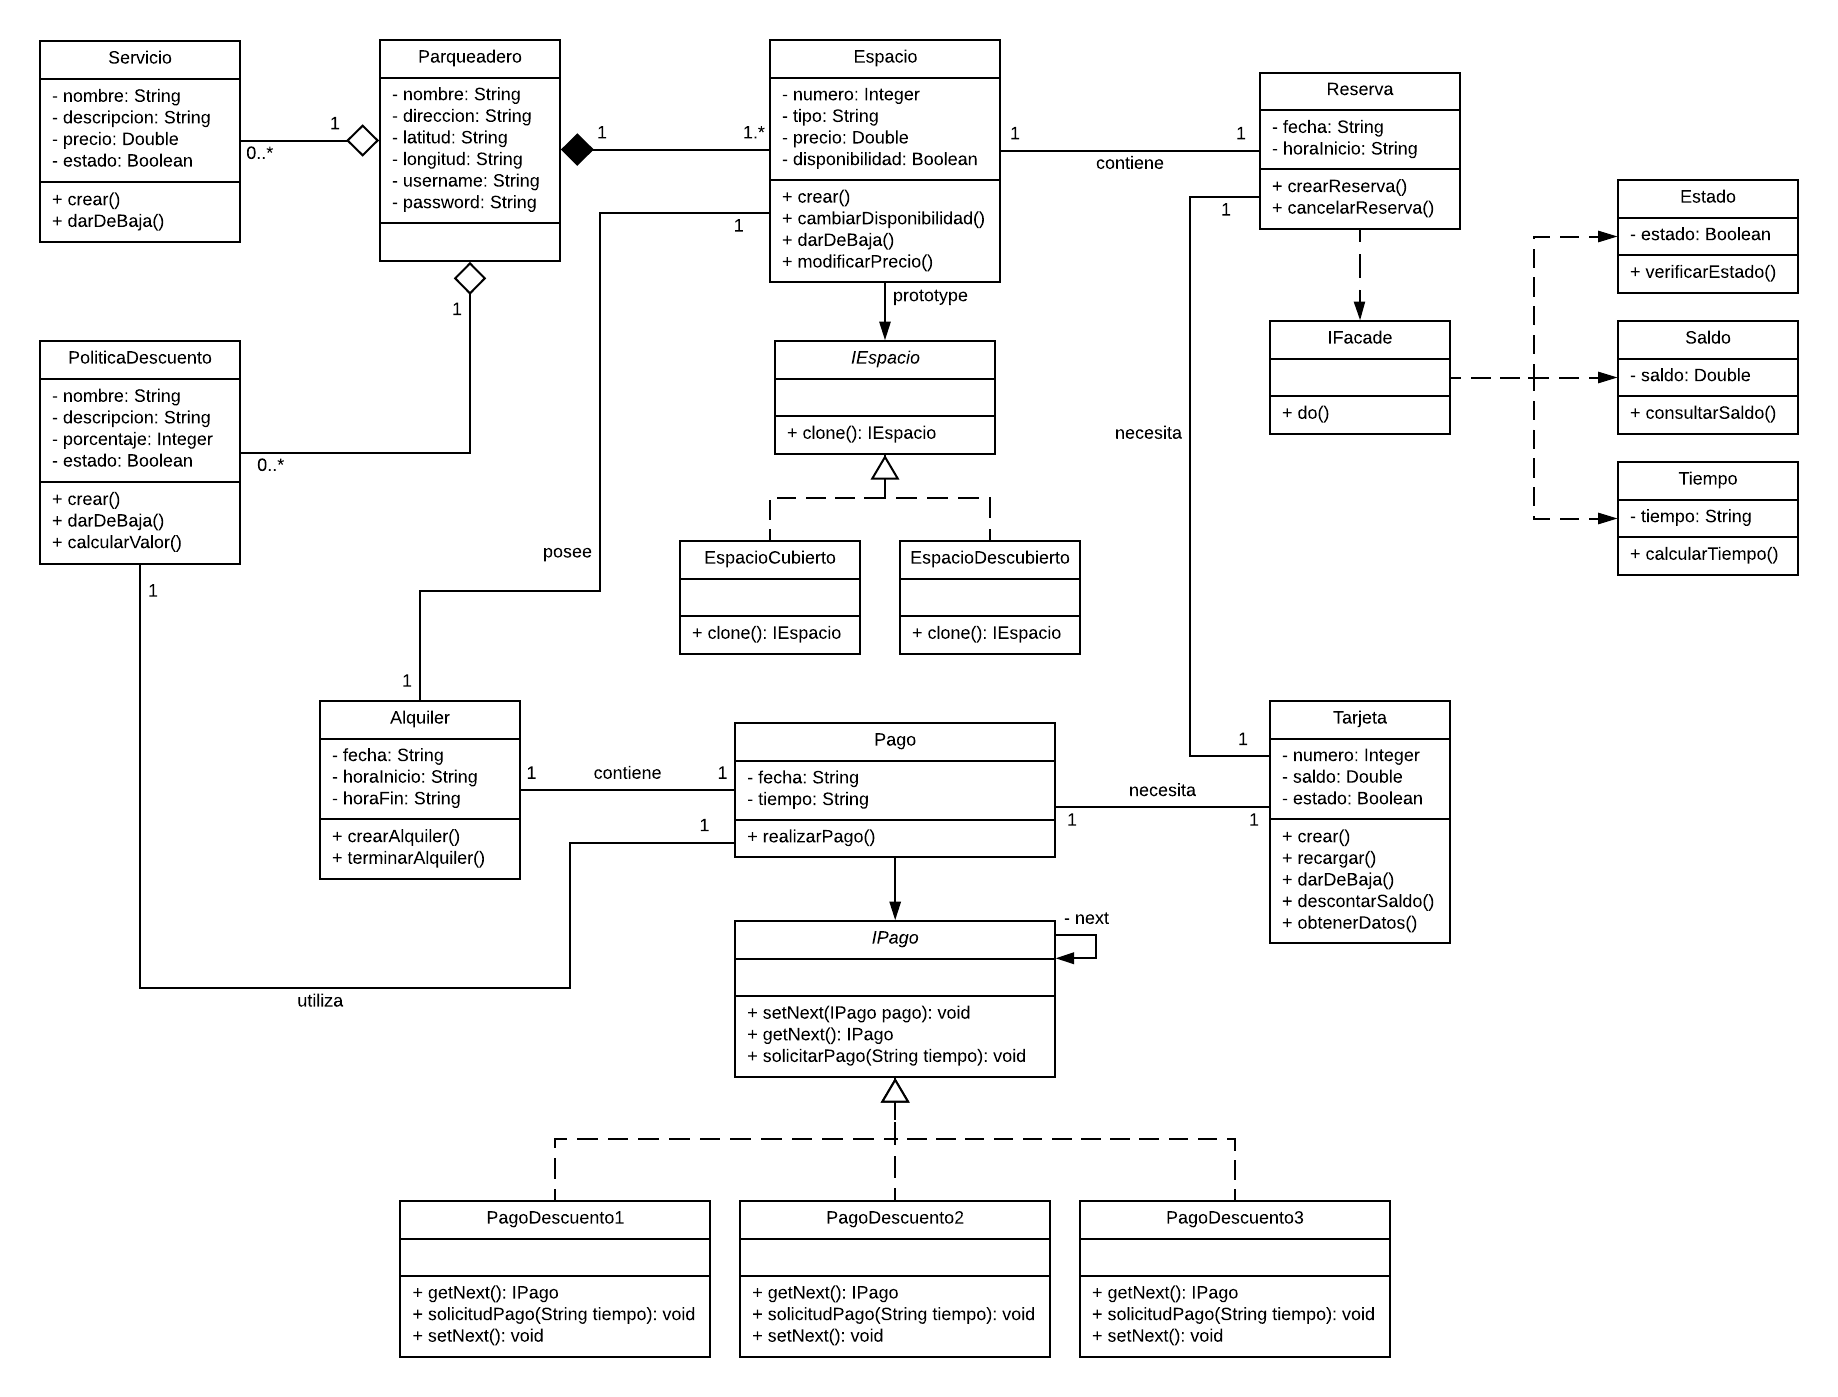 Servicio
- nombre: String
- descripcion: String
- precio: Double
- estado: Boolean
+ crear()
+ darDeBaja()
1
0..*
Parqueadero
- nombre: String
- direccion: String
- latitud: String
- longitud: String
- username: String
- password: String
1
1.*
1
Espacio
- numero: Integer
- tipo: String
- precio: Double
- disponibilidad: Boolean
+ crear()
+ cambiarDisponibilidad()
+ darDeBaja()
+ modificarPrecio()
1
1
contiene
Reserva
- fecha: String
- horaInicio: String
+ crearReserva()
+ cancelarReserva()
1
Estado
- estado: Boolean
+ verificarEstado()
prototype
1
PoliticaDescuento
- nombre: String
- descripcion: String
- porcentaje: Integer
- estado: Boolean
+ crear()
+ darDeBaja()
+ calcularValor()
0..*
1
IEspacio
+ clone(): IEspacio
IFacade
+ do()
Saldo
- saldo: Double
+ consultarSaldo()
necesita
Tiempo
- tiempo: String
+ calcularTiempo()
posee
EspacioCubierto
+ clone(): IEspacio
EspacioDescubierto
+ clone(): IEspacio
1
Alquiler
- fecha: String
- horaInicio: String
- horaFin: String
+ crearAlquiler()
+ terminarAlquiler()
1
contiene
1
1
Pago
- fecha: String
- tiempo: String
+ realizarPago()
necesita
1
1
1
Tarjeta
- numero: Integer
- saldo: Double
- estado: Boolean
+ crear()
+ recargar()
+ darDeBaja()
+ descontarSaldo()
+ obtenerDatos()
utiliza
- next
IPago
+ setNext(IPago pago): void
+ getNext(): IPago
+ solicitarPago(String tiempo): void
PagoDescuento1
+ getNext(): IPago
+ solicitudPago(String tiempo): void
+ setNext(): void
PagoDescuento2
+ getNext(): IPago
+ solicitudPago(String tiempo): void
+ setNext(): void
PagoDescuento3
+ getNext(): IPago
+ solicitudPago(String tiempo): void
+ setNext(): void